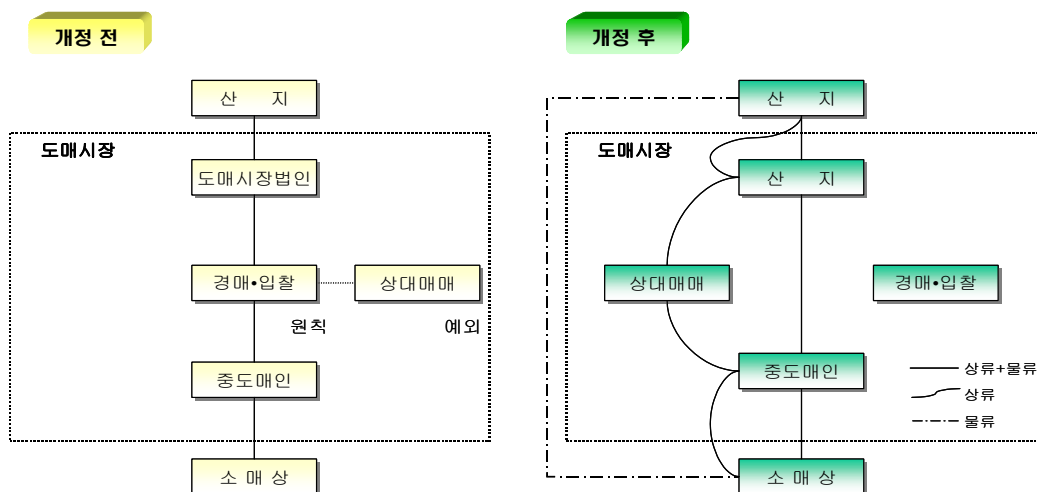 개정 전
산 지
도매시장
도매시장법인
경매•입찰
상대매매
원칙
예외
중도매인
소 매 상
개정 후
산 지
도매시장
산 지
상대매매
경매•입찰
중도매인
상류+물류
상류
물류
소 매 상